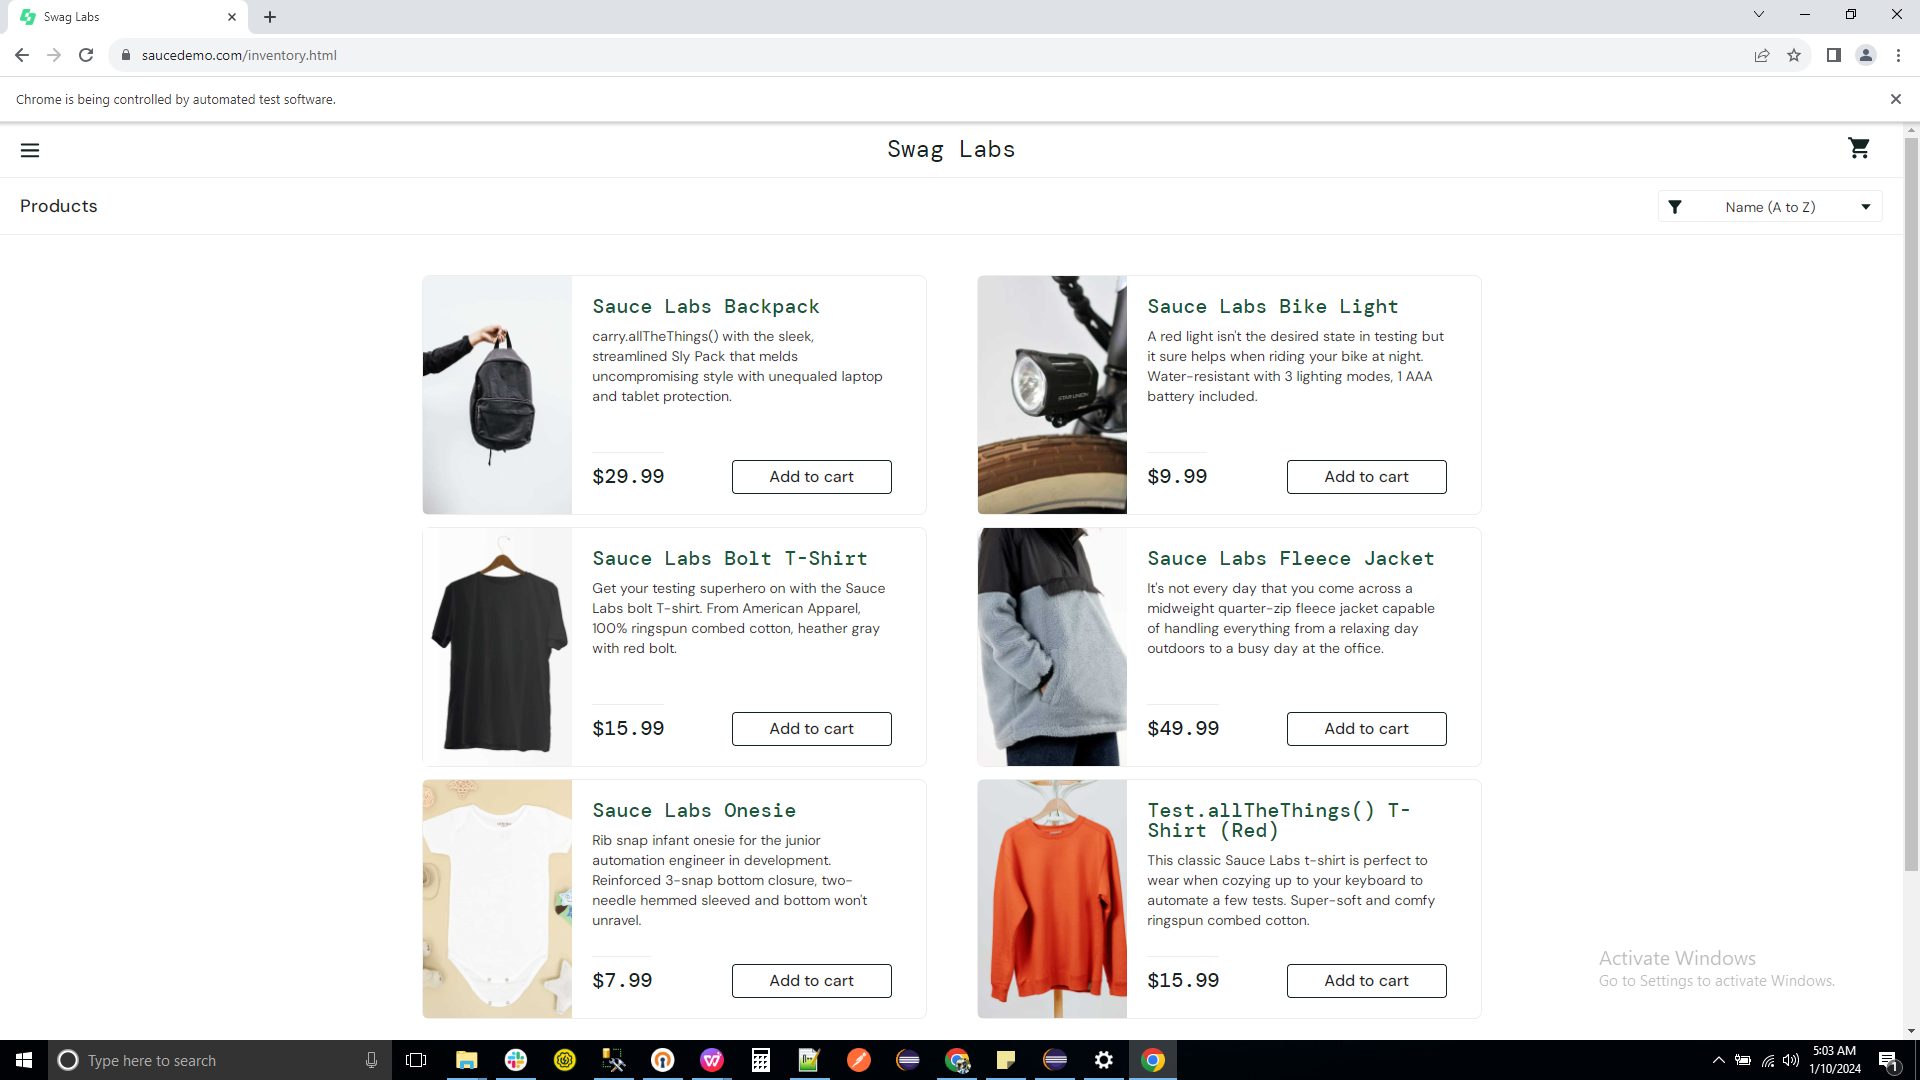 Swag Labs
saucedemo.com/inventory.html
Chrome is being controlled by automated test software.
Swag Labs
Products
Name (A to Z)
Sauce Labs Backpack
carry.allTheThings() with the sleek,
streamlined Sly Pack that melds
uncompromising style with unequaled laptop
and tablet protection.
$29.99
Add to cart
Sauce Labs Bike Light
A red light isn't the desired state in testing but
it sure helps when riding your bike at night.
Water-resistant with 3 lighting modes, 1 AAA
battery included.
$9.99
Add to cart
Sauce Labs Bolt T-Shirt
Get your testing superhero on with the Sauce
Labs bolt T-shirt. From American Apparel,
100% ringspun combed cotton, heather gray
with red bolt.
$15.99
Add to cart
Sauce Labs Fleece Jacket
It's not every day that you come across a
midweight quarter-zip fleece jacket capable
of handling everything from a relaxing day
outdoors to a busy day at the office.
$49.99
Add to cart
Sauce Labs Onesie
Rib snap infant onesie for the junior
automation engineer in development.
Reinforced 3-snap bottom closure, two-
needle hemmed sleeved and bottom won't
unravel.
$7.99
Add to cart
Test.allTheThings() T-
Shirt (Red)
This classic Sauce Labs t-shirt is perfect to
wear when cozying up to your keyboard to
automate a few tests. Super-soft and comfy
ringspun combed cotton.
$15.99
Add to cart
Activate Windows
Go to Settings to activate Windows.
Type here to search
5:03 AM
1/10/2024
1